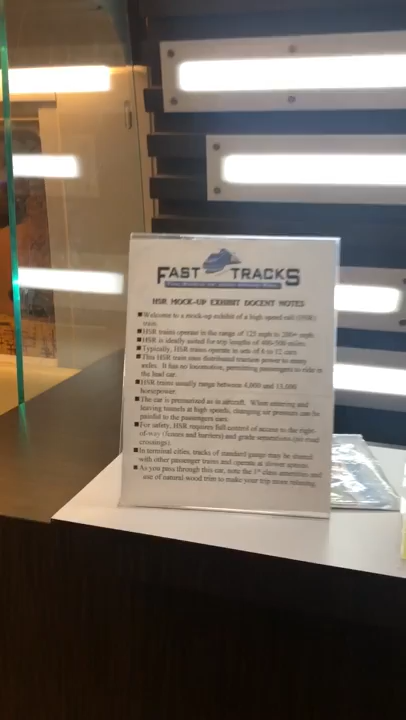 FAST TRACKS
HSR MOCK-UP EXHIBIT DOCENT NOTES
■Welcome to a mock-up exhibit of a high speed rail (HSR)
train.
■HSR trains operate in the range of 125 mph to 200+ mph
■HSR is ideally suited for trip lengths of 400-500 miles
■Typically, HSR trains operate in sets of 6 to 12 cars
■This HSR train uses distributed traction power to many
axles. It has no locomotive, permitting passengers to ride in
the lead car.
■HSR trains usually range between 4,000 and
horsepower.
■The car is pressurized as in aircraft. When entering and
leaving tunnels at high speeds, changing air pressure can be
painful to the passengers ears.
■For safety, HSR requires full control of access to the right-
of-way (fences and barriers) and grade separations (no road
crossings).
■In terminal cities, tracks of standard gauge may be shared
with other passenger trains and operate at slower speeds.
■As you pass through this car, note the 1st class amenities and
use of natural wood trim to make your trip more relaxing.